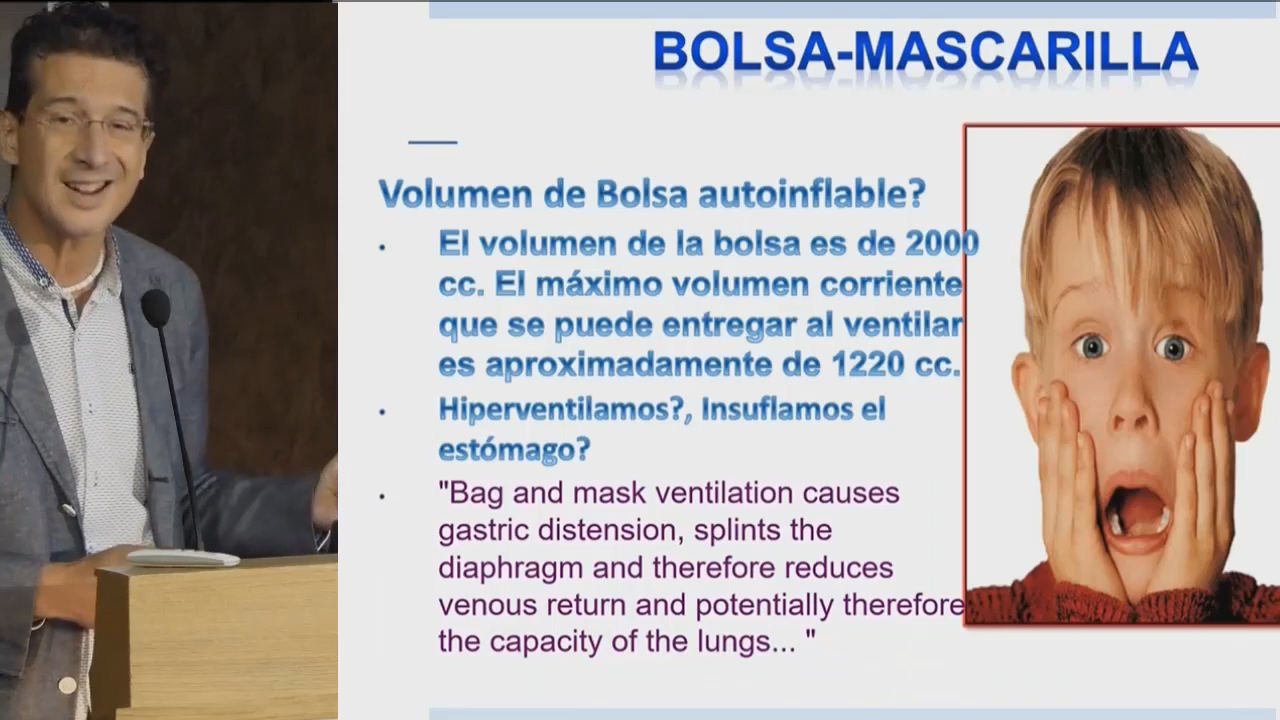 BOLSA-MASCARILLA
Volumen de Bolsa autoinflable?
• El volumen de la bolsa es de 2000
cc. El máximo volumen corriente
que se puede entregar al ventilar
es aproximadamente de 1220 cc.
• Hiperventilamos?, Insuflamos el
estómago?
• "Bag and mask ventilation causes
gastric distension, splints the
diaphragm and therefore reduces
venous return and potentially therefore
the capacity of the lungs... "